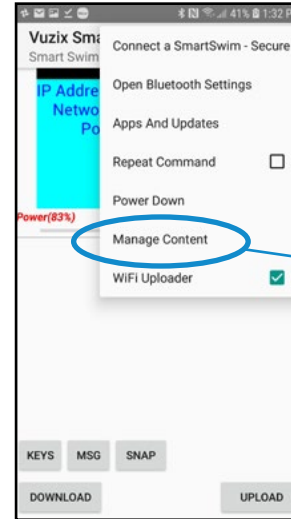 41% 1:32 P
Vuzix Sma
Smart Swim
Connect a SmartSwim - Secure
IP Addre
Netwo
Po
Open Bluetooth Settings
Apps And Updates
Repeat Command
Power Down
Power(83%)
Manage Content
WiFi Uploader
KEYS MSG SNAP
DOWNLOAD UPLOAD